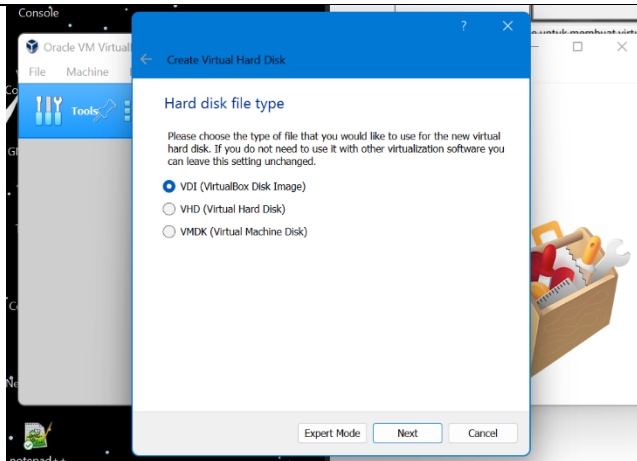 Console
? ×
untuk membuat virt
Oracle VM Virtual
Create Virtual Hard Disk
File Machine
Tools
Hard disk file type
Please choose the type of file that you would like to use for the new virtual
hard disk. If you do not need to use it with other virtualization software you
can leave this setting unchanged.
VDI (VirtualBox Disk Image)
VHD (Virtual Hard Disk)
VMDK (Virtual Machine Disk)
Expert Mode Next Cancel
notepad++